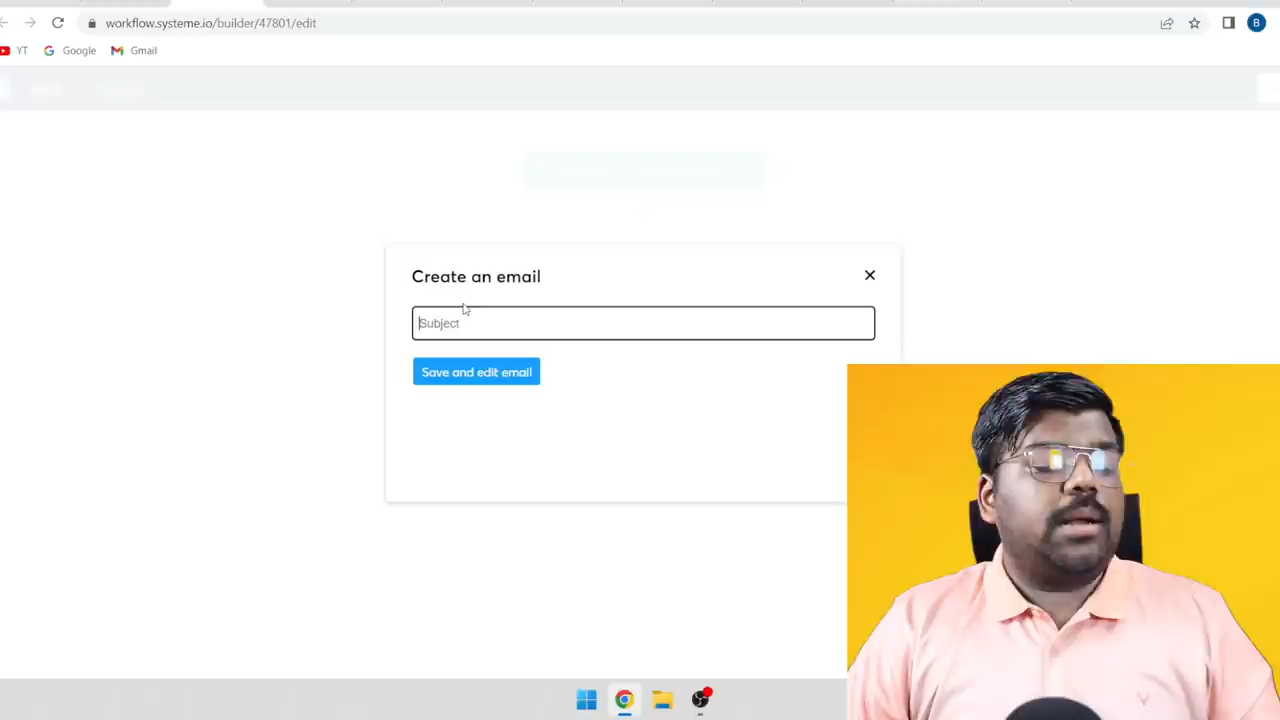 workflow.systeme.io/builder/47801/edit
B
YT Google Gmail
Create an email
Subject
Save and edit email